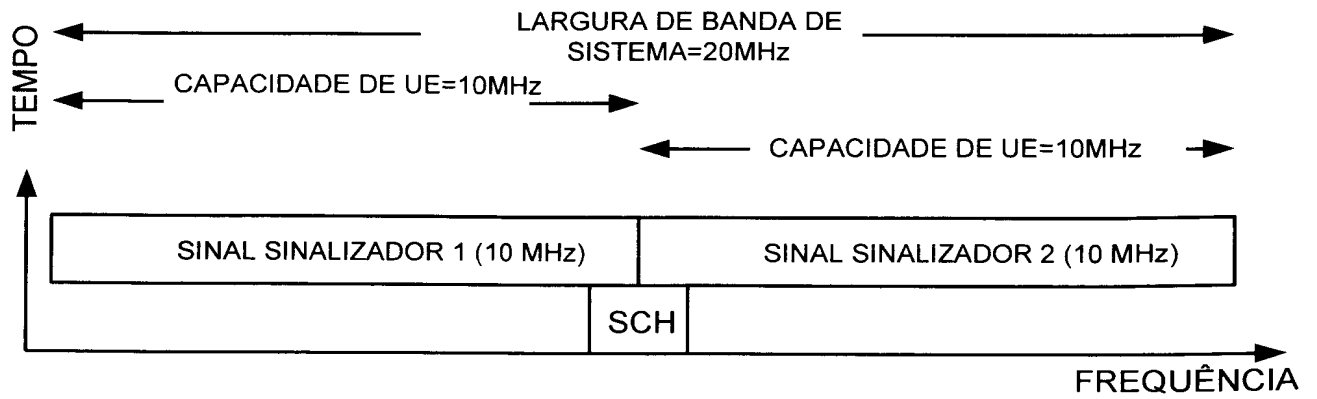 LARGURA DE BANDA DE
SISTEMA=20MHz
TEMPO
CAPACIDADE DE UE=10MHz
CAPACIDADE DE UE=10MHz
SINAL SINALIZADOR 1 (10 MHz)
SINAL SINALIZADOR 2 (10 MHz)
SCH
FREQUÊNCIA